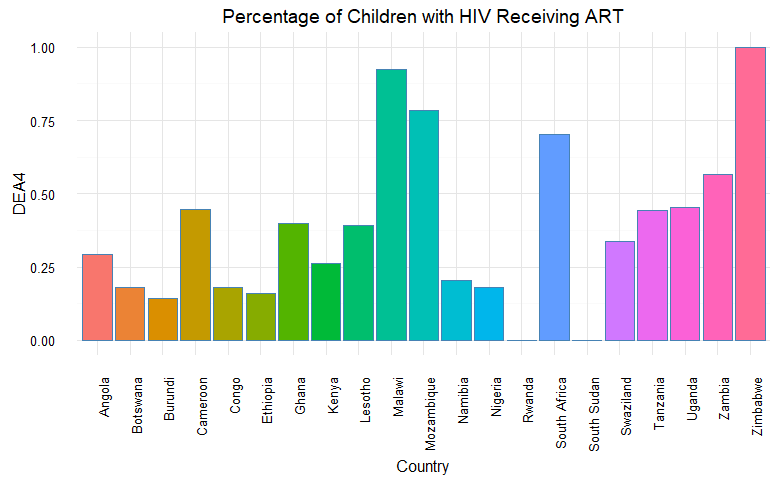 Percentage of Children with HIV Receiving ART
DEA4
1.00
0.75
0.50
0.25
0.00
Angola
Botswana
Burundi
Cameroon
Congo
Ethiopia
Ghana
Kenya
Lesotho
Malawi
Mozambique
Namibia
Nigeria
Rwanda
South Africa
South Sudan
Swaziland
Tanzania
Uganda
Zambia
Zimbabwe
Country